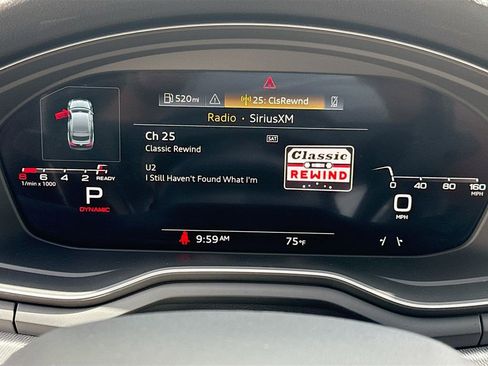 520mi
25: ClsRewnd
Radio • SiriusXM
Ch 25
Classic Rewind
SAT
U2
I Still Haven't Found What I'm
Classic
REWIND
8 6 4 2 READY
1/min x 1000
P
DYNAMIC
0 40 80 120 160
MPH
0
MPH
9:59AM
75°F